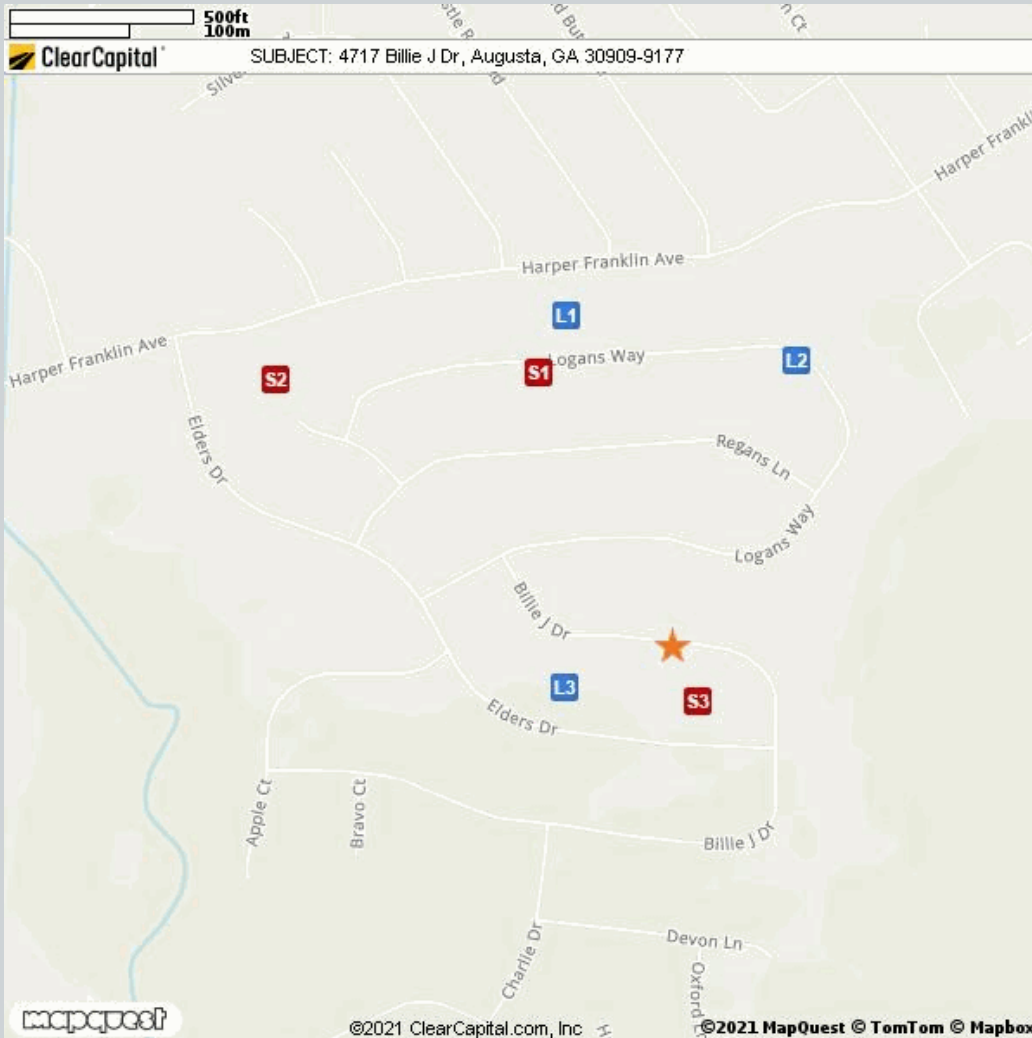 500ft
100m
ClearCapital
SUBJECT: 4717 Billie J Dr, Augusta, GA 30909-9177
Harper Franklin Ave
L1
Harper Franklin Ave
Logans Way
L2
S1
S2
Elders Dr
Regans Ln
Logans Way
Billie J Dr
L3
S3
Elders Dr
Apple Ct
Bravo Ct
Billie J Dr
Charlie Dr
Devon Ln
Oxford
mapquest
©2021 ClearCapital.com, Inc
©2021 MapQuest © TomTom © Mapbox